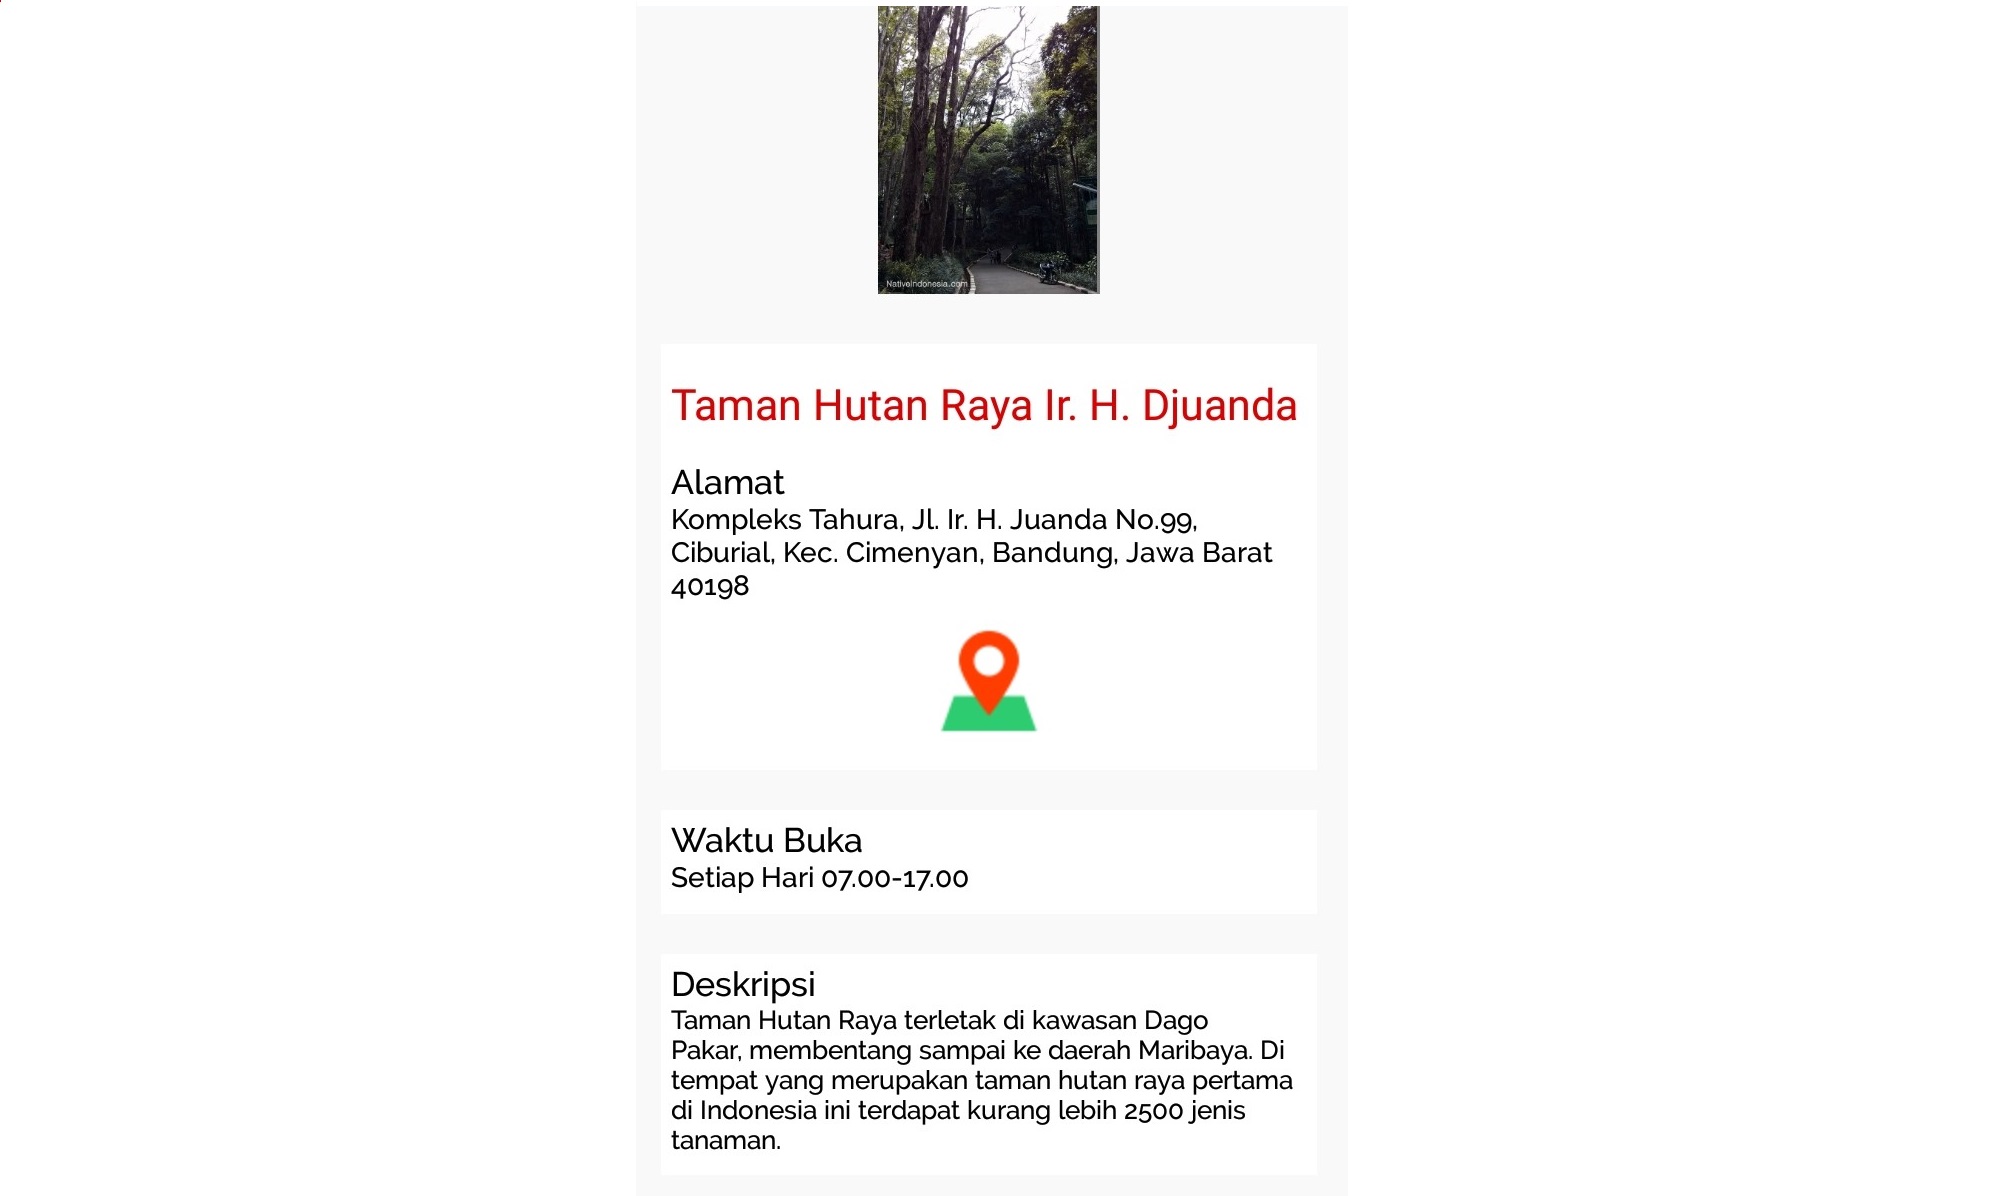 NativeIndonesia.com
Taman Hutan Raya Ir. H. Djuanda
Alamat
Kompleks Tahura, Jl. Ir. H. Juanda No.99,
Ciburial, Kec. Cimenyan, Bandung, Jawa Barat
40198
Waktu Buka
Setiap Hari 07.00-17.00
Deskripsi
Taman Hutan Raya terletak di kawasan Dago
Pakar, membentang sampai ke daerah Maribaya. Di
tempat yang merupakan taman hutan raya pertama
di Indonesia ini terdapat kurang lebih 2500 jenis
tanaman.